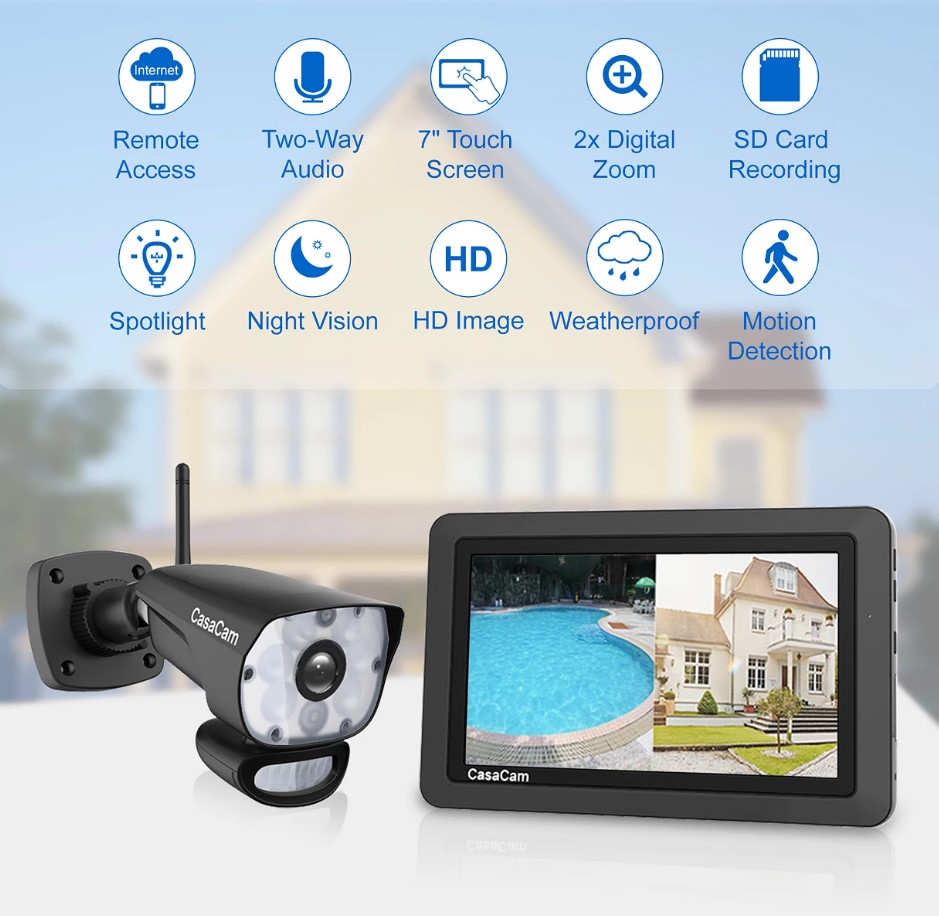 Internet
Remote
Access
Two-Way
Audio
7" Touch
Screen
2x Digital
Zoom
SD Card
Recording
Spotlight
Night Vision
HD
HD Image
Weatherproof
Motion
Detection
CasaCam
CasaCam